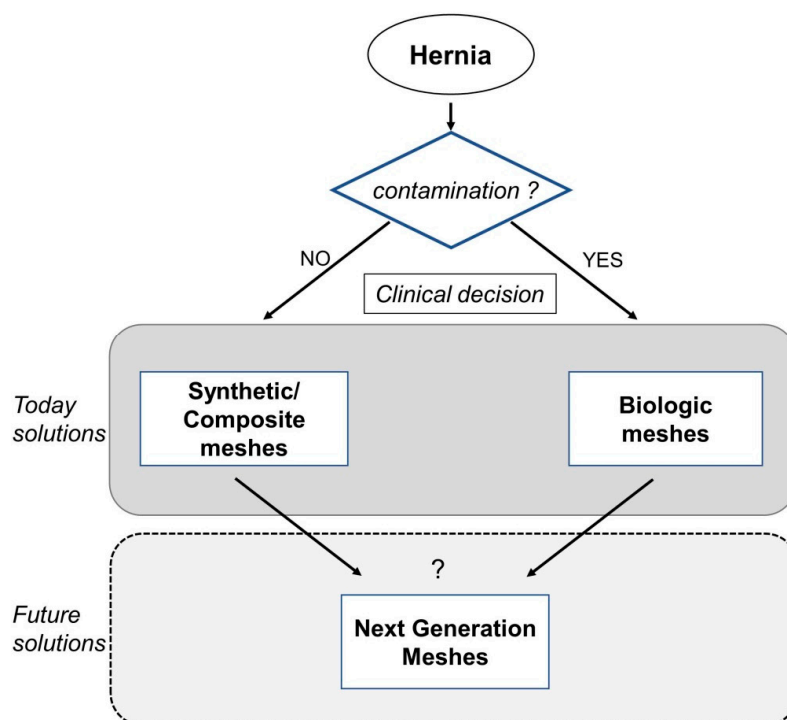 Hernia
contamination ?
NO
YES
Clinical decision
Today
solutions
Synthetic/
Composite
meshes
Biologic
meshes
?
Future
solutions
Next Generation
Meshes